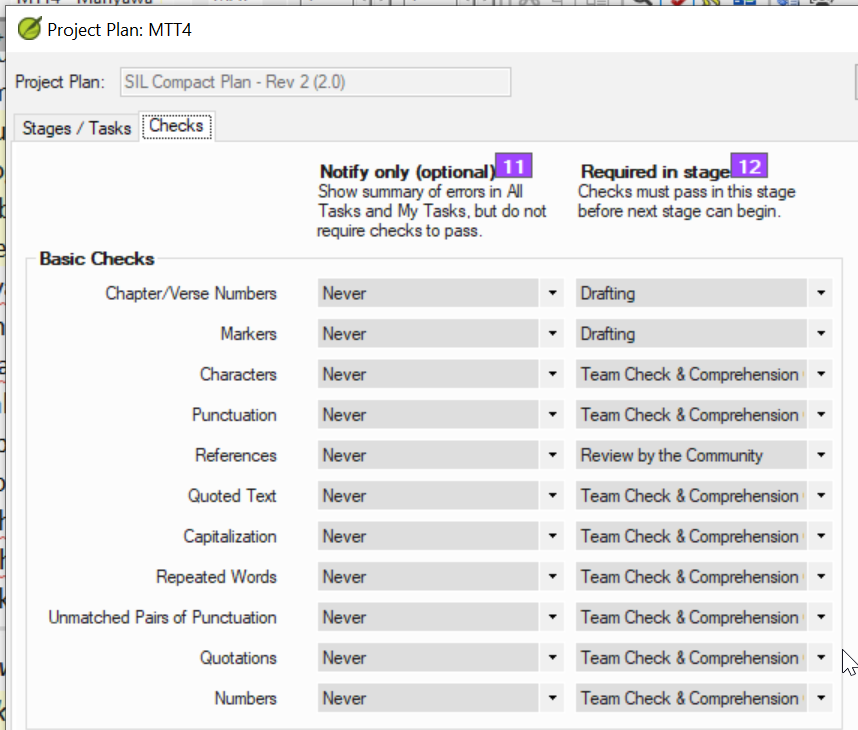 MTT4 - Manyawa
Project Plan: MTT4
Project Plan: SIL Compact Plan - Rev 2 (2.0)
Stages / Tasks Checks
Notify only (optional) 11 Required in stage 12
Show summary of errors in All Checks must pass in this stage
Tasks and My Tasks, but do not before next stage can begin.
require checks to pass.
Basic Checks
Chapter/Verse Numbers Never Drafting
Markers Never Drafting
Characters Never Team Check & Comprehension
Punctuation Never Team Check & Comprehension
References Never Review by the Community
Quoted Text Never Team Check & Comprehension
Capitalization Never Team Check & Comprehension
Repeated Words Never Team Check & Comprehension
Unmatched Pairs of Punctuation Never Team Check & Comprehension
Quotations Never Team Check & Comprehension
Numbers Never Team Check & Comprehension